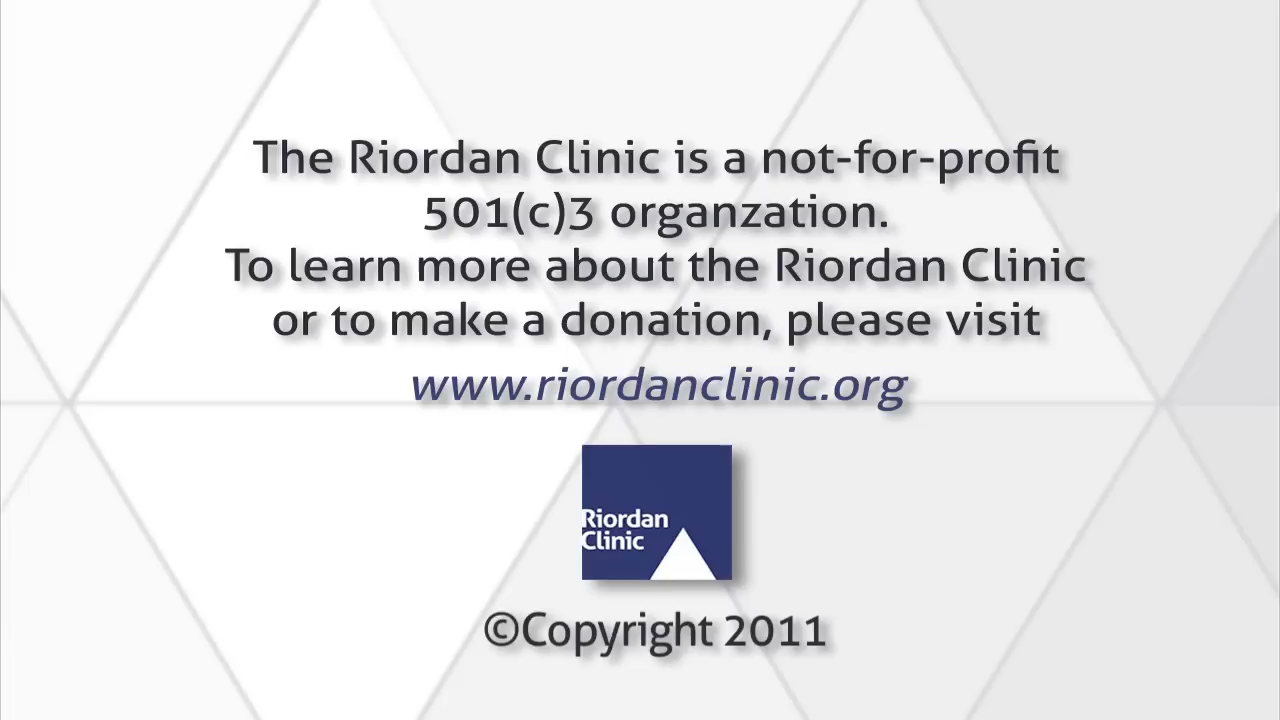 The Riordan Clinic is a not-for-profit
501(c)3 organzation.
To learn more about the Riordan Clinic
or to make a donation, please visit
www.riordanclinic.org
Riordan
Clinic
©Copyright 2011